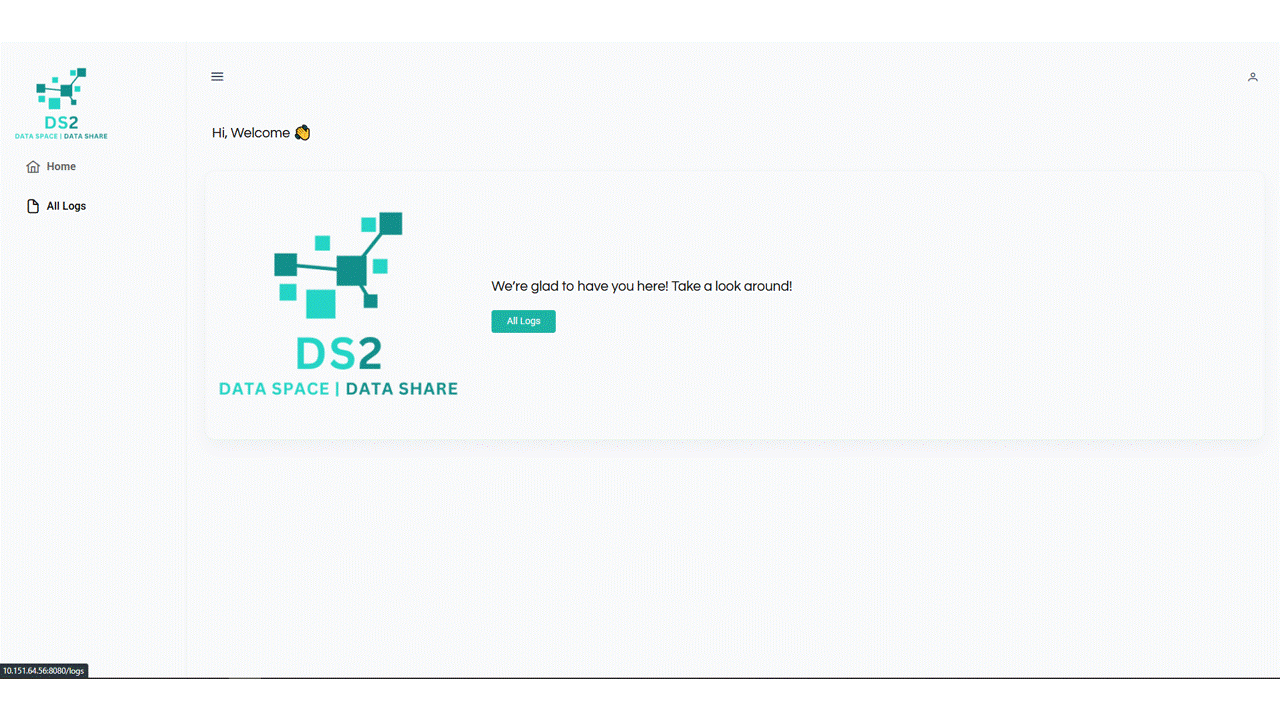 DS2
DATA SPACE | DATA SHARE
Home
All Logs
Hi, Welcome 👋
DS2
DATA SPACE | DATA SHARE
We're glad to have you here! Take a look around!
All Logs
10.151.64.56:8080/logs